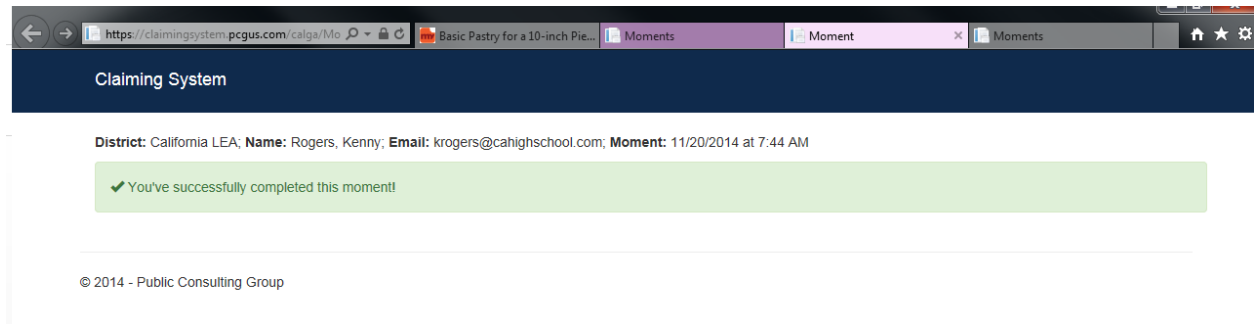 https://claimingsystem.pcgus.com/calga/Mo
Basic Pastry for a 10-inch Pie...
Moments
Moment
Moments
Claiming System
District: California LEA; Name: Rogers, Kenny; Email: krogers@cahighschool.com; Moment: 11/20/2014 at 7:44 AM
You've successfully completed this moment!
© 2014 - Public Consulting Group